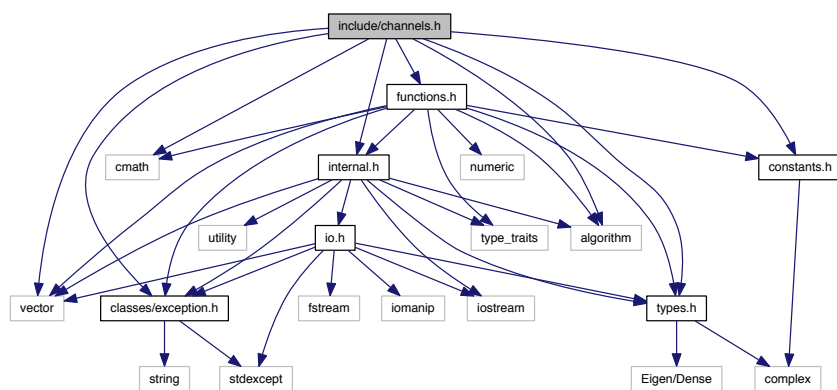 include/channels.h
functions.h
cmath
numeric
constants.h
internal.h
utility
io.h
type_traits
algorithm
vector
classes/exception.h
fstream
iomanip
iostream
types.h
string
stdexcept
Eigen/Dense
complex